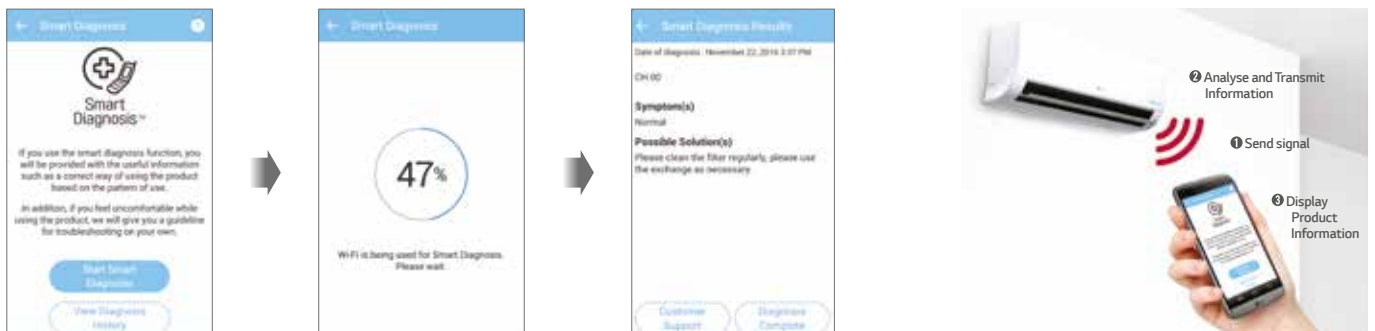 Smart Diagnosis
Smart
Diagnosis™
If you use the smart diagnosis function, you
will be provided with the useful information
such as a correct way of using the product
based on the pattern of use.
In addition, if you feel uncomfortable while
using the product, we will give you a guideline
for troubleshooting on your own.
Start Smart
Diagnosis
View Diagnosis
History
Smart Diagnosis
47%
Wi-Fi is being used for Smart Diagnosis.
Please wait.
Smart Diagnosis Results
Date of diagnosis : November 22, 2016 2:37 PM
CH 00
Symptom(s)
Normal
Possible Solution(s)
Please clean the filter regularly, please use
the exchange as necessary.
Customer
Support
Diagnosis
Complete
❷ Analyse and Transmit
Information
❶ Send signal
❸ Display
Product
Information